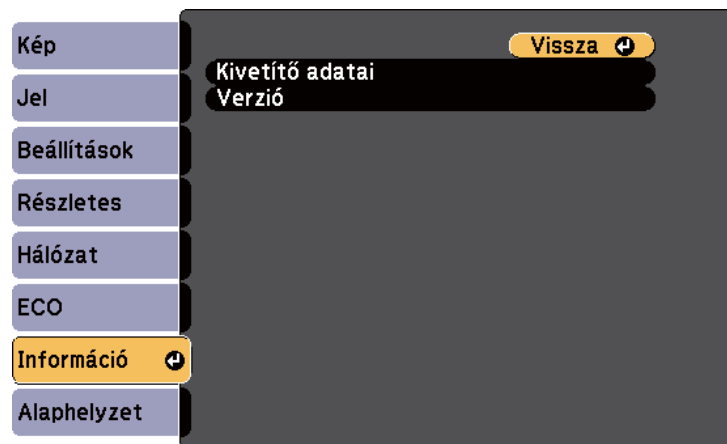 Kép
Jel
Beállítások
Részletes
Hálózat
ECO
Információ
Alaphelyzet
Vissza
Kivetítő adatai
Verzió